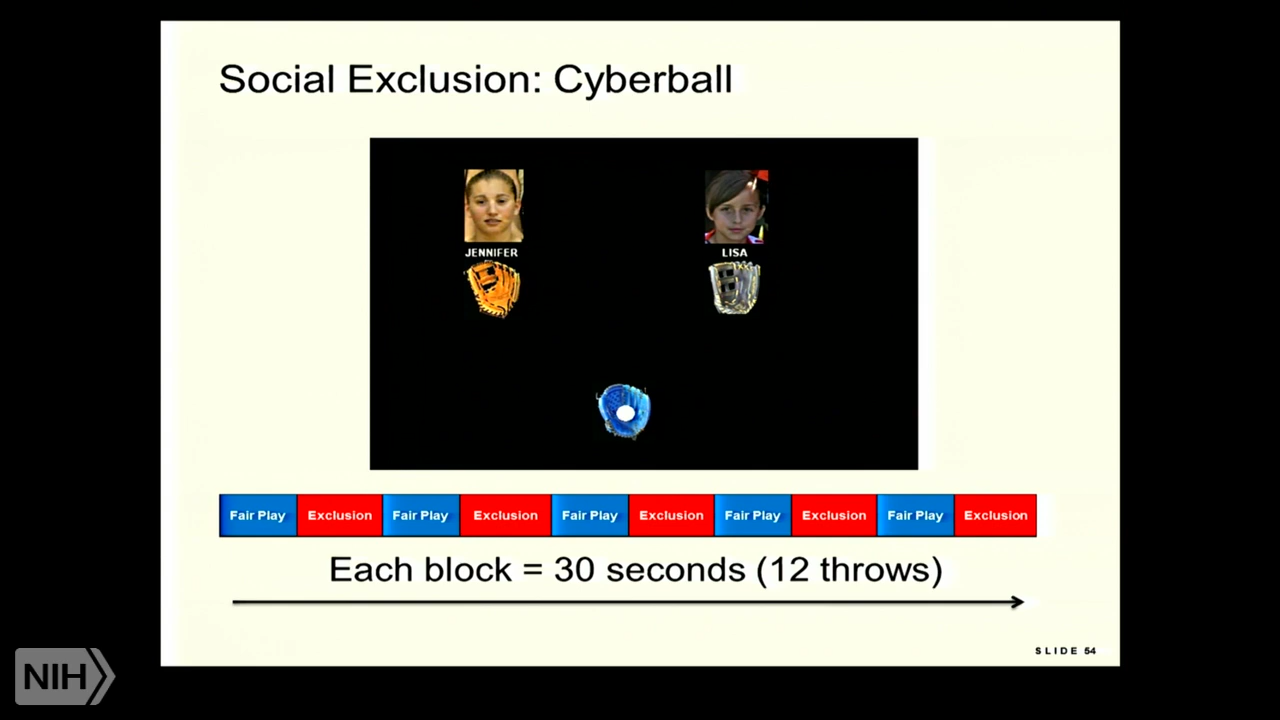 Social Exclusion: Cyberball
JENNIFER
LISA
Fair Play Exclusion Fair Play Exclusion Fair Play Exclusion Fair Play Exclusion Fair Play Exclusion
Each block = 30 seconds (12 throws)
SLIDE 54
NIH